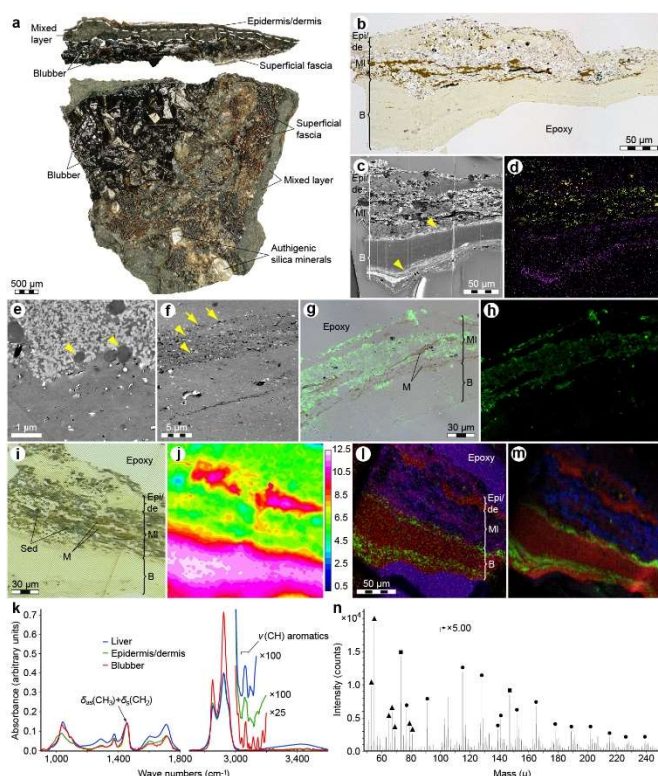 a
Epidermis/dermis
Mixed
layer
Blubber
Superficial fascia
Superficial
fascia
Blubber
Mixed layer
Authigenic
silica minerals
500 µm
b
Epi/
de
Ml
B
Epoxy
50 µm
c
Epi/
de
Ml
B
50 µm
d
e
1 µm
f
5 µm
g
Epoxy
Ml
M
B
30 µm
h
i
Epoxy
Epi/
de
Sed
M
Ml
B
30 µm
j
12.5
10.5
8.5
6.5
4.5
2.5
0.5
l
Epoxy
Epi/
de
Ml
B
50 µm
m
k
0.7
0.6
0.5
0.4
0.3
0.2
0.1
0
Absorbance (arbitrary units)
Liver
Epidermis/dermis
Blubber
δas(CH3)+δs(CH2)
ν(CH) aromatics
×100
×100
×25
1,000
1,400
1,800
3,000
3,400
Wave numbers (cm-1)
n
×10⁴
×5.00
2.0
1.5
1.0
0.5
0
Intensity (counts)
60 80 100 120 140 160 180 200 220 240
Mass (u)